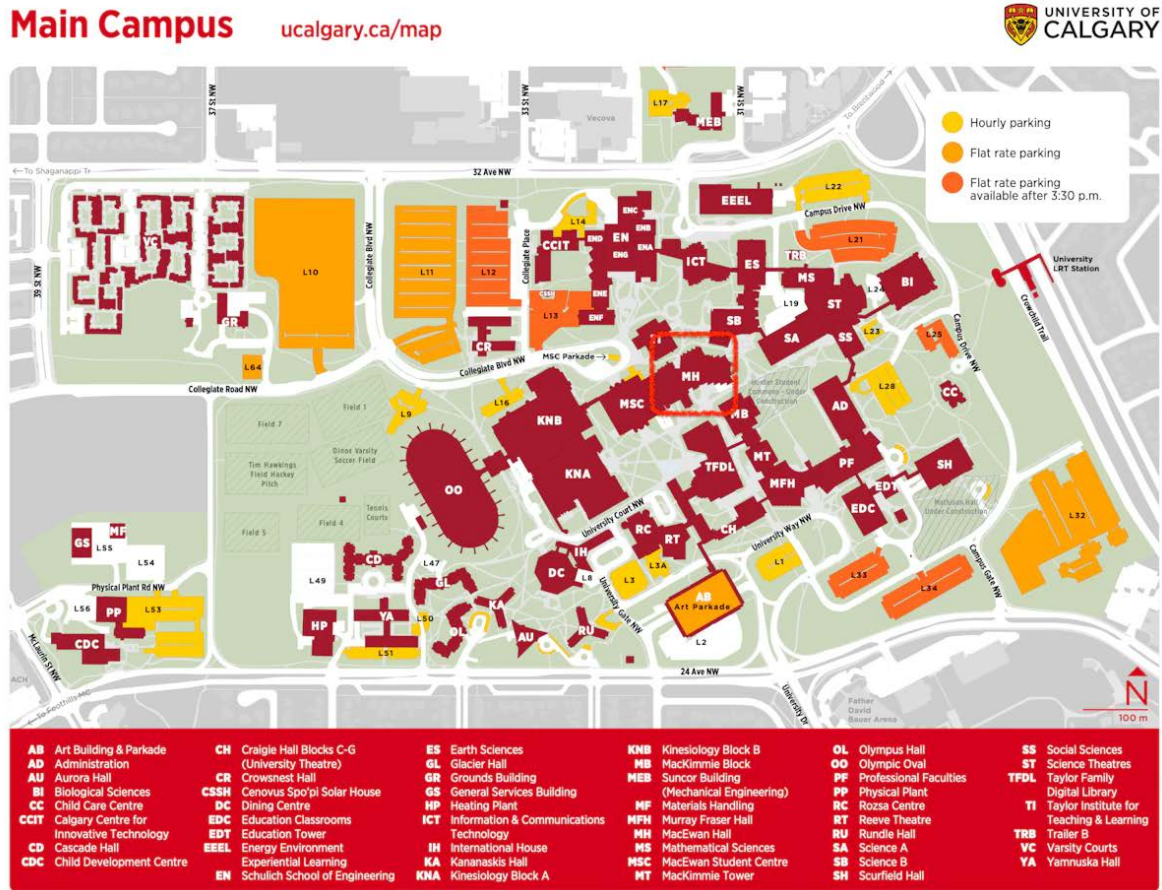 Main Campus
ucalgary.ca/map
UNIVERSITY OF
CALGARY
37 St NW
33 St NW
31 St NW
L17
MEB
Vecova
To Brentwood
Hourly parking
Flat rate parking
Flat rate parking
available after 3:30 p.m.
To Shaganappi Tr
32 Ave NW
VC
L10
Collegiate Blvd NW
L11
L12
Collegiate Place
L14
CCIT
ENC
ENB
END
EN
ENA
ENG
ENE
ENF
EEEL
L22
Campus Drive NW
L21
TRB
ICT
ES
MS
ST
L19
L24
BI
University
LRT Station
Crowchild Trail
39 St NW
GR
L64
CSSH
L13
CR
SB
SA
SS
L23
L25
Campus Drive NW
MSC Parkade
Collegiate Blvd NW
Collegiate Road NW
MH
MSC
Hunter Student
Commons - Under
Construction
L28
CC
Field 1
L9
L16
KNB
MB
AD
Field 7
Dinos Varsity
Soccer Field
Tim Hawkings
Field Hockey
Pitch
OO
KNA
TFDL
MT
MFH
PF
SH
EDT
EDC
Mathison Hall
Under Construction
Tennis
Courts
Field 4
Field 5
University Court NW
RC
RT
CH
University Way NW
L32
MF
GS
L55
L54
L49
CD
L47
IH
DC
L8
L3
L3A
L1
L33
L34
Campus Gate NW
Physical Plant Rd NW
L56
PP
L53
CDC
HP
YA
L50
L51
GL
OL
KA
AU
RU
University Gate NW
AB
Art Parkade
L2
24 Ave NW
McLaurin St NW
ACH
To Foothills MC
University Dr
Father
David
Bauer Arena
N
100 m
AB Art Building & Parkade
AD Administration
AU Aurora Hall
BI Biological Sciences
CC Child Care Centre
CCIT Calgary Centre for
Innovative Technology
CD Cascade Hall
CDC Child Development Centre
CH Craigie Hall Blocks C-G
(University Theatre)
CR Crowsnest Hall
CSSH Cenovus Spo'pi Solar House
DC Dining Centre
EDC Education Classrooms
EDT Education Tower
EEEL Energy Environment
Experiential Learning
EN Schulich School of Engineering
ES Earth Sciences
GL Glacier Hall
GR Grounds Building
GS General Services Building
HP Heating Plant
ICT Information & Communications
Technology
IH International House
KA Kananaskis Hall
KNA Kinesiology Block A
KNB Kinesiology Block B
MB MacKimmie Block
MEB Suncor Building
(Mechanical Engineering)
MF Materials Handling
MFH Murray Fraser Hall
MH MacEwan Hall
MS Mathematical Sciences
MSC MacEwan Student Centre
MT MacKimmie Tower
OL Olympus Hall
OO Olympic Oval
PF Professional Faculties
PP Physical Plant
RC Rozsa Centre
RT Reeve Theatre
RU Rundle Hall
SA Science A
SB Science B
SH Scurfield Hall
SS Social Sciences
ST Science Theatres
TFDL Taylor Family
Digital Library
TI Taylor Institute for
Teaching & Learning
TRB Trailer B
VC Varsity Courts
YA Yamnuska Hall